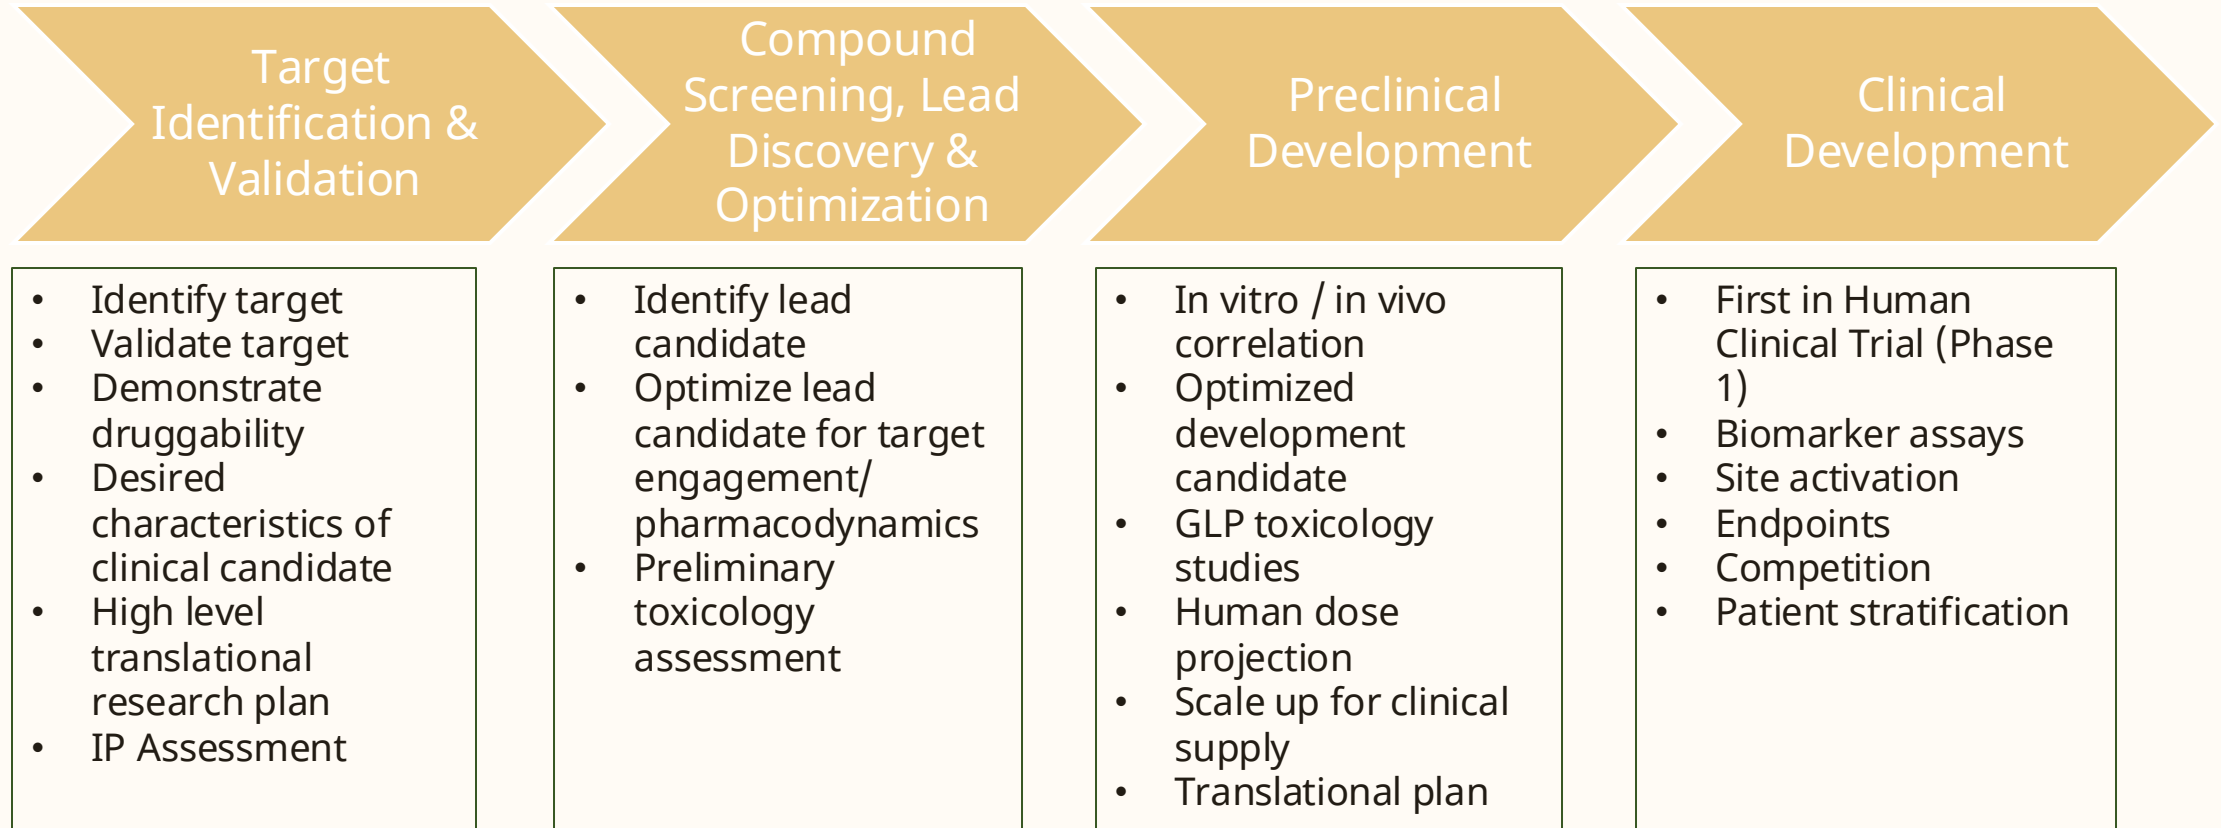 Target
Identification &
Validation
Compound
Screening, Lead
Discovery &
Optimization
Preclinical
Development
Clinical
Development
• Identify target
• Validate target
• Demonstrate
druggability
• Desired
characteristics of
clinical candidate
• High level
translational
research plan
• IP Assessment
• Identify lead
candidate
• Optimize lead
candidate for target
engagement/
pharmacodynamics
• Preliminary
toxicology
assessment
• In vitro / in vivo
correlation
• Optimized
development
candidate
• GLP toxicology
studies
• Human dose
projection
• Scale up for clinical
supply
• Translational plan
• First in Human
Clinical Trial (Phase
1)
• Biomarker assays
• Site activation
• Endpoints
• Competition
• Patient stratification